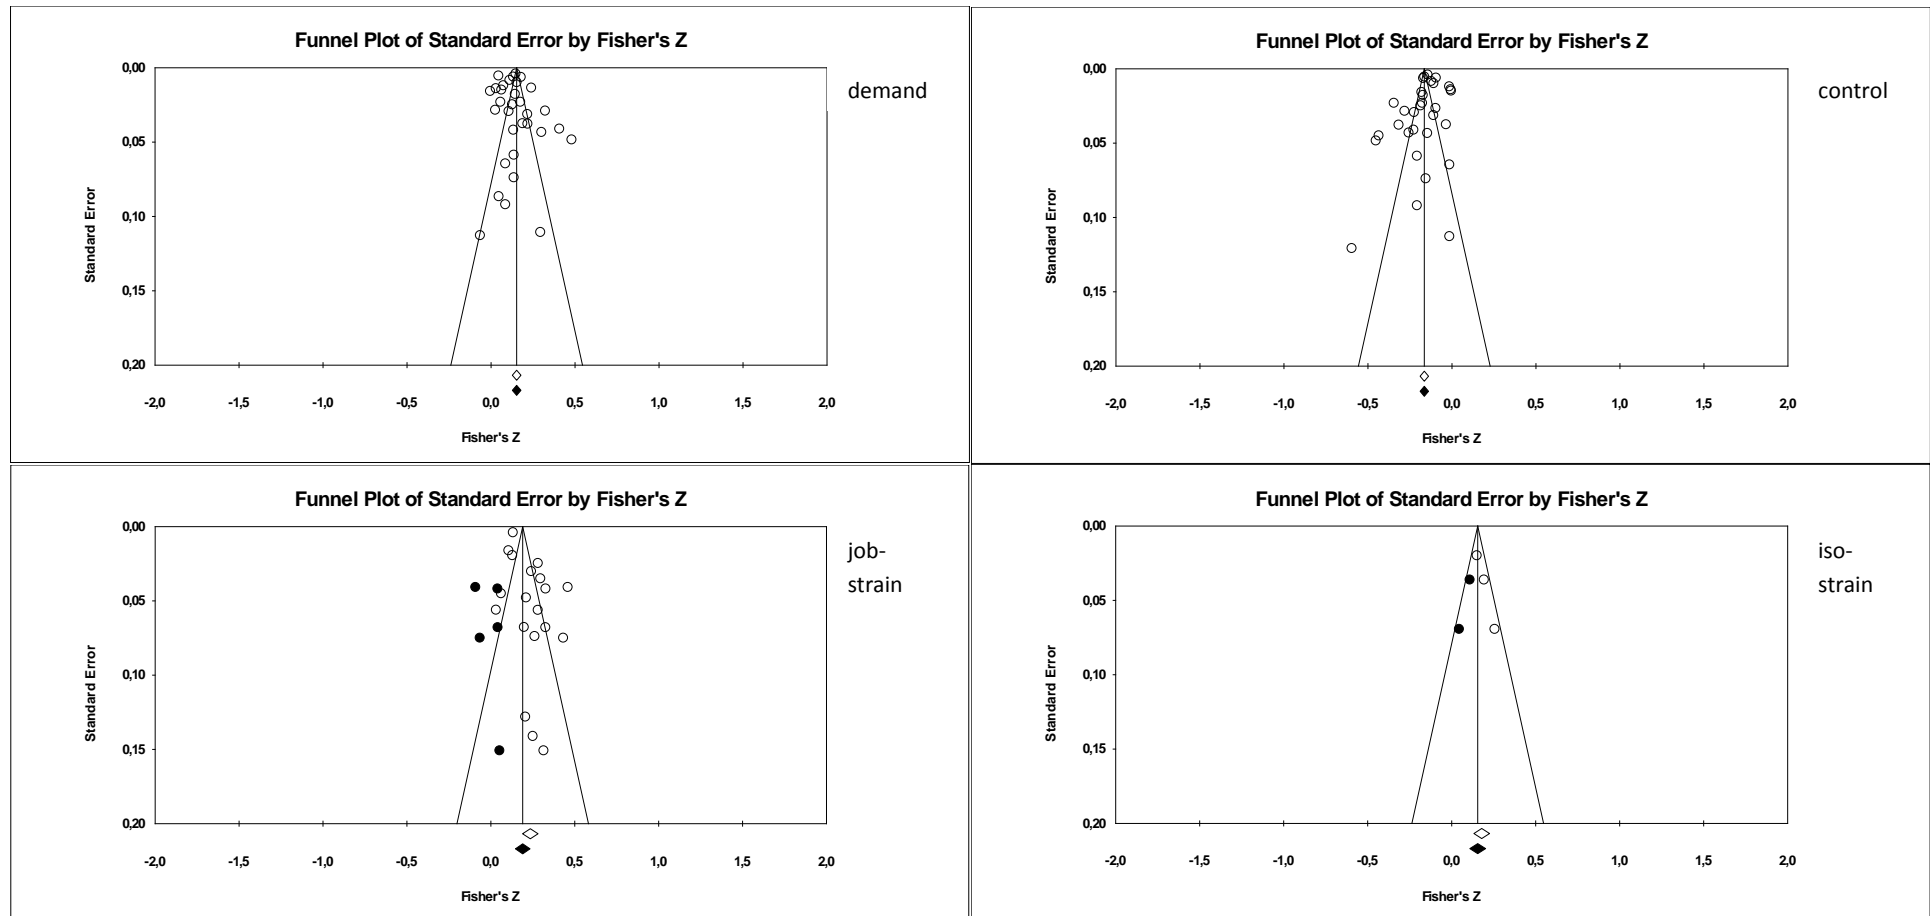 Funnel Plot of Standard Error by Fisher's Z
demand
Standard Error
0,00
0,05
0,10
0,15
0,20
-2,0 -1,5 -1,0 -0,5 0,0 0,5 1,0 1,5 2,0
Fisher's Z
Funnel Plot of Standard Error by Fisher's Z
control
Standard Error
0,00
0,05
0,10
0,15
0,20
-2,0 -1,5 -1,0 -0,5 0,0 0,5 1,0 1,5 2,0
Fisher's Z
Funnel Plot of Standard Error by Fisher's Z
job-
strain
Standard Error
0,00
0,05
0,10
0,15
0,20
-2,0 -1,5 -1,0 -0,5 0,0 0,5 1,0 1,5 2,0
Fisher's Z
Funnel Plot of Standard Error by Fisher's Z
iso-
strain
Standard Error
0,00
0,05
0,10
0,15
0,20
-2,0 -1,5 -1,0 -0,5 0,0 0,5 1,0 1,5 2,0
Fisher's Z